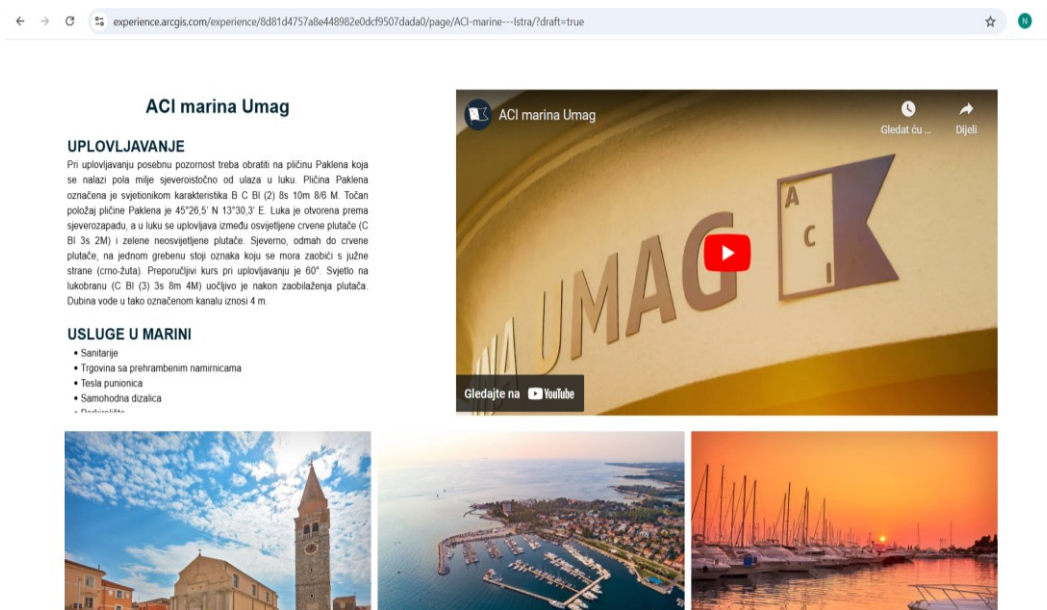 experience.arcgis.com/experience/8d81d4757a8e448982e0dcf9507dada0/page/ACI-marine---Istra/?draft=true
N
ACI marina Umag
UPLOVLJAVANJE
Pri uplovljavanju posebnu pozornost treba obratiti na pličinu Paklena koja
se nalazi pola milje sjeveroistočno od ulaza u luku. Pličina Paklena
označena je svjetionikom karakteristika B C Bl (2) 8s 10m 8/6 M. Točan
položaj pličine Paklena je 45°26,5' N 13°30,3' E. Luka je otvorena prema
sjeverozapadu, a u luku se uplovljava između osvijetljene crvene plutače (C
Bl 3s 2M) i zelene neosvijetljene plutače. Sjeverno, odmah do crvene
plutače, na jednom grebenu stoji oznaka koju se mora zaobići s južne
strane (crno-žuta). Preporučljivi kurs pri uplovljavanju je 60°. Svjetlo na
lukobranu (C Bl (3) 3s 8m 4M) uočljivo je nakon zaobilaženja plutača.
Dubina vode u tako označenom kanalu iznosi 4 m.
USLUGE U MARINI
• Sanitarije
• Trgovina sa prehrambenim namirnicama
• Tesla punionica
• Samohodna dizalica
ACI marina Umag
Gledat ću ...
Dijeli
A
C
I
NA UMAG
Gledajte na YouTube